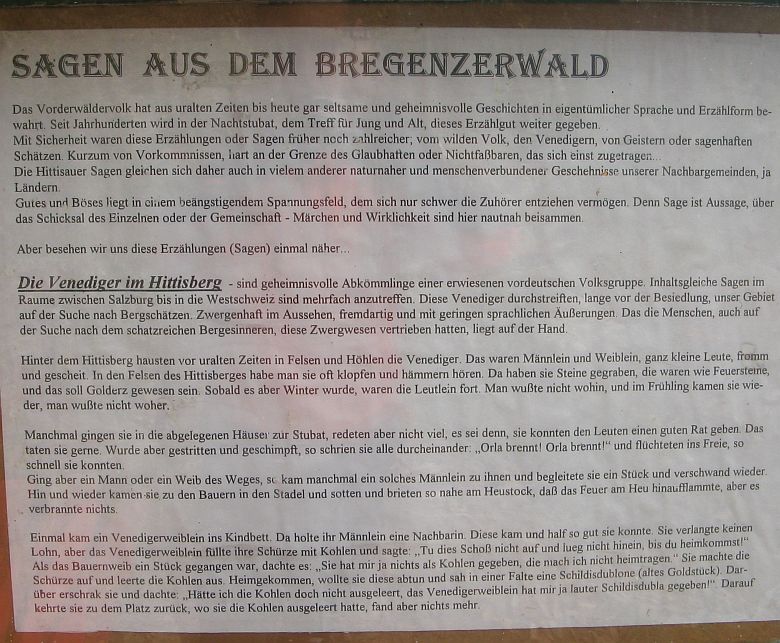 SAGEN AUS DEM BREGENZERWALD
Das Vorderwäldervolk hat aus uralten Zeiten bis heute gar seltsame und geheimnisvolle Geschichten in eigentümlicher Sprache und Erzählform be-
wahrt. Seit Jahrhunderten wird in der Nachtstubat, dem Treff für Jung und Alt, dieses Erzählgut weiter gegeben.
Mit Sicherheit waren diese Erzählungen oder Sagen früher noch zahlreicher; vom wilden Volk, den Venedigern, von Geistern oder sagenhaften
Schätzen. Kurzum von Vorkommnissen, hart an der Grenze des Glaubhaften oder Nichtfaßbaren, das sich einst zugetragen...
Die Hittisauer Sagen gleichen sich daher auch in vielem anderer naturnaher und menschenverbundener Geschehnisse unserer Nachbargemeinden, ja
Ländern.
Gutes und Böses liegt in einem beängstigendem Spannungsfeld, dem sich nur schwer die Zuhörer entziehen vermögen. Denn Sage ist Aussage, über
das Schicksal des Einzelnen oder der Gemeinschaft - Märchen und Wirklichkeit sind hier hautnah beisammen.
Aber besehen wir uns diese Erzählungen (Sagen) einmal näher...
Die Venediger im Hittisberg - sind geheimnisvolle Abkömmlinge einer erwiesenen vordeutschen Volksgruppe. Inhaltsgleiche Sagen im
Raume zwischen Salzburg bis in die Westschweiz sind mehrfach anzutreffen. Diese Venediger durchstreiften, lange vor der Besiedlung, unser Gebiet
auf der Suche nach Bergschätzen. Zwergenhaft im Aussehen, fremdartig und mit geringen sprachlichen Äußerungen. Das die Menschen, auch auf
der Suche nach dem schatzreichen Bergesinneren, diese Zwergwesen vertrieben hatten, liegt auf der Hand.
Hinter dem Hittisberg hausten vor uralten Zeiten in Felsen und Höhlen die Venediger. Das waren Männlein und Weiblein, ganz kleine Leute, fromm
und gescheit. In den Felsen des Hittisberges habe man sie oft klopfen und hämmern hören. Da haben sie Steine gegraben, die waren wie Feuersteine,
und das soll Golderz gewesen sein. Sobald es aber Winter wurde, waren die Leutlein fort. Man wußte nicht wohin, und im Frühling kamen sie wie-
der, man wußte nicht woher.
Manchmal gingen sie in die abgelegenen Häuser zur Stubat, redeten aber nicht viel, es sei denn, sie konnten den Leuten einen guten Rat geben. Das
taten sie gerne. Wurde aber gestritten und geschimpft, so schrien sie alle durcheinander: „Orla brennt! Orla brennt!“ und flüchteten ins Freie, so
schnell sie konnten.
Ging aber ein Mann oder ein Weib des Weges, so kam manchmal ein solches Männlein zu ihnen und begleitete sie ein Stück und verschwand wieder.
Hin und wieder kamen sie zu den Bauern in den Stadel und sotten und brieten so nahe am Heustock, daß das Feuer am Heu hinaufflammte, aber es
verbrannte nichts.
Einmal kam ein Venedigerweiblein ins Kindbett. Da holte ihr Männlein eine Nachbarin. Diese kam und half so gut sie konnte. Sie verlangte keinen
Lohn, aber das Venedigerweiblein füllte ihre Schürze mit Kohlen und sagte: „Tu dies Schoß nicht auf und lueg nicht hinein, bis du heimkommst!“
Als das Bauernweib ein Stück gegangen war, dachte es: „Sie hat mir ja nichts als Kohlen gegeben, die mach ich nicht heimtragen.“ Sie machte die
Schürze auf und leerte die Kohlen aus. Heimgekommen, wollte sie diese abtun und sah in einer Falte eine Schildisdublone (altes Goldstück). Dar-
über erschrak sie und dachte: „Hätte ich die Kohlen doch nicht ausgeleert, das Venedigerweiblein hat mir ja lauter Schildisdubla gegeben!“. Darauf
kehrte sie zu dem Platz zurück, wo sie die Kohlen ausgeleert hatte, fand aber nichts mehr.